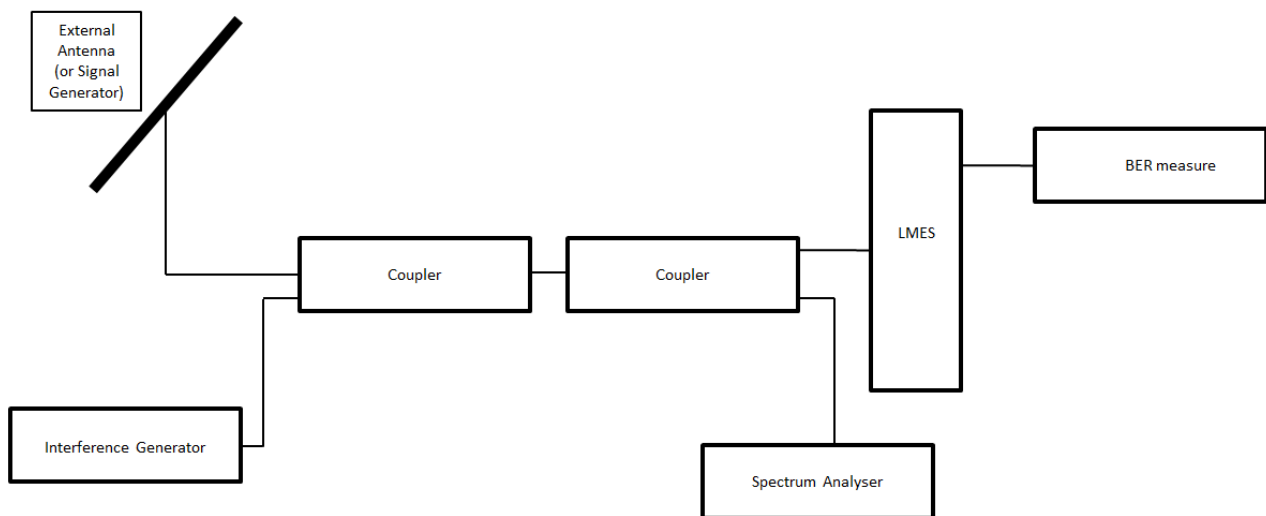 External
Antenna
(or Signal
Generator)
BER measure
LMES
Coupler
Coupler
Interference Generator
Spectrum Analyser